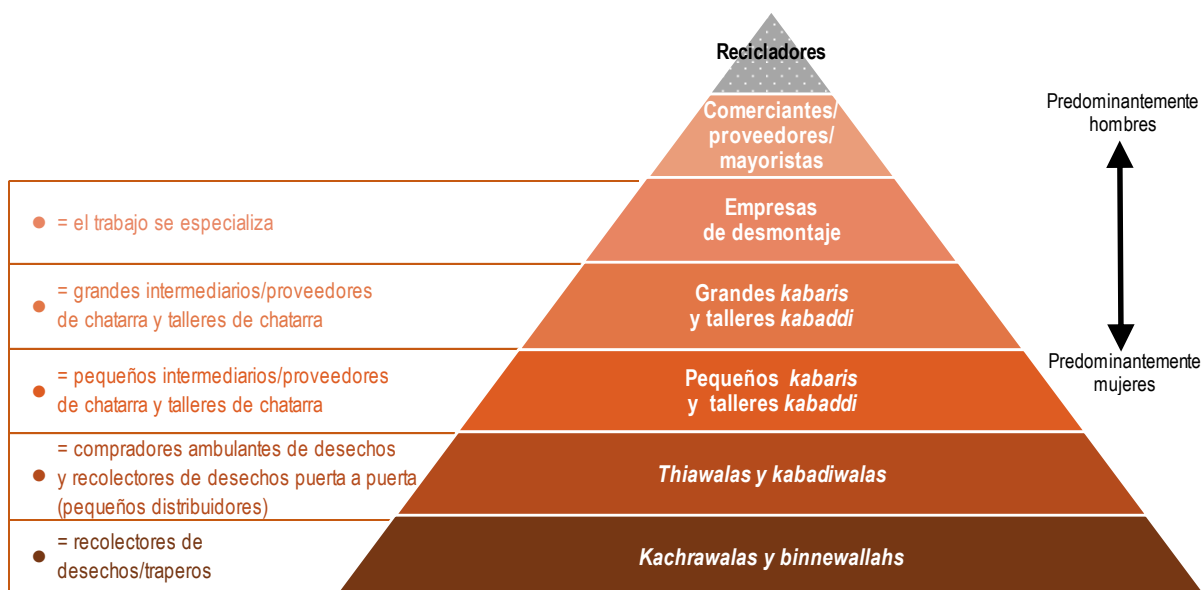 Recicladores
Comerciantes/
proveedores/
mayoristas
Empresas
de desmontaje
Grandes kabaris
y talleres kabaddi
Pequeños kabaris
y talleres kabaddi
Thiawalas y kabadiwalas
Kachrawalas y binnewallahs
= el trabajo se especializa
= grandes intermediarios/proveedores
de chatarra y talleres de chatarra
= pequeños intermediarios/proveedores
de chatarra y talleres de chatarra
= compradores ambulantes de desechos
y recolectores de desechos puerta a puerta
(pequeños distribuidores)
= recolectores de
desechos/traperos
Predominantemente
hombres
Predominantemente
mujeres